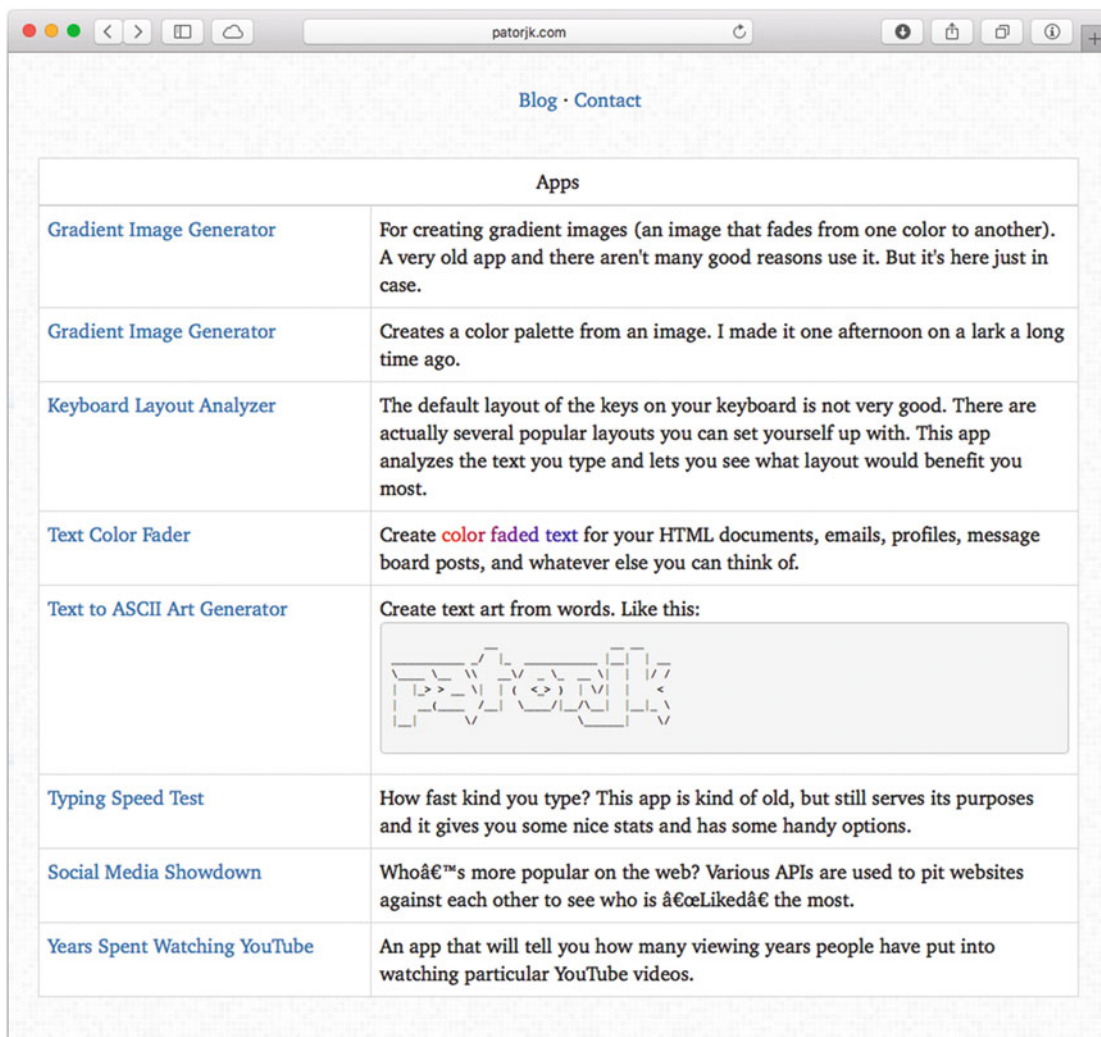 patorjk.com
Blog · Contact
Apps
Gradient Image Generator
For creating gradient images (an image that fades from one color to another).
A very old app and there aren't many good reasons use it. But it's here just in
case.
Gradient Image Generator
Creates a color palette from an image. I made it one afternoon on a lark a long
time ago.
Keyboard Layout Analyzer
The default layout of the keys on your keyboard is not very good. There are
actually several popular layouts you can set yourself up with. This app
analyzes the text you type and lets you see what layout would benefit you
most.
Text Color Fader
Create color faded text for your HTML documents, emails, profiles, message
board posts, and whatever else you can think of.
Text to ASCII Art Generator
Create text art from words. Like this:
patorjk
Typing Speed Test
How fast kind you type? This app is kind of old, but still serves its purposes
and it gives you some nice stats and has some handy options.
Social Media Showdown
Whoâ€™s more popular on the web? Various APIs are used to pit websites
against each other to see who is â€œLikedâ€ the most.
Years Spent Watching YouTube
An app that will tell you how many viewing years people have put into
watching particular YouTube videos.